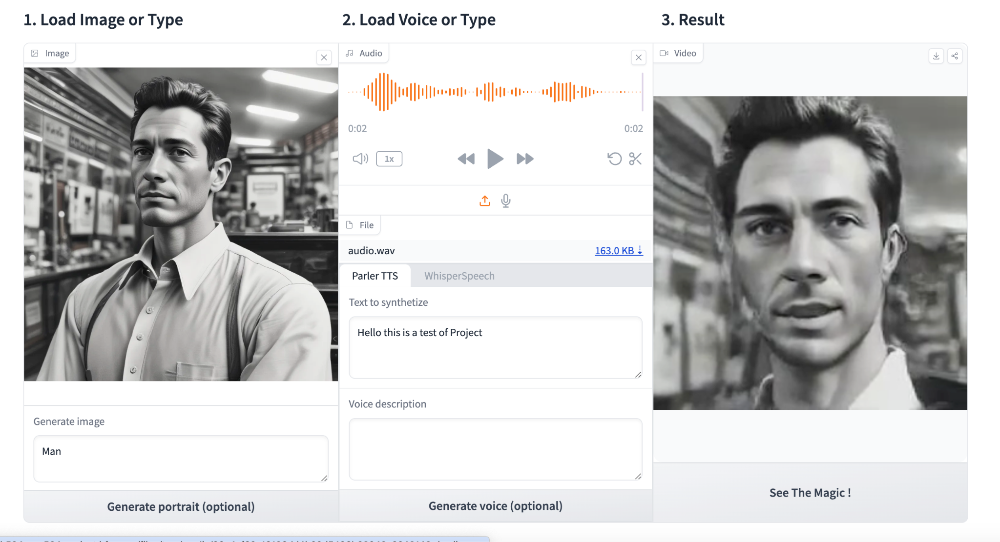 1. Load Image or Type
2. Load Voice or Type
3. Result
Image
Audio
Video
0:02
0:02
1x
File
audio.wav
163.0 KB ⇣
Parler TTS
WhisperSpeech
Text to synthetize
Hello this is a test of Project
Voice description
Generate image
Man
Generate portrait (optional)
Generate voice (optional)
See The Magic !